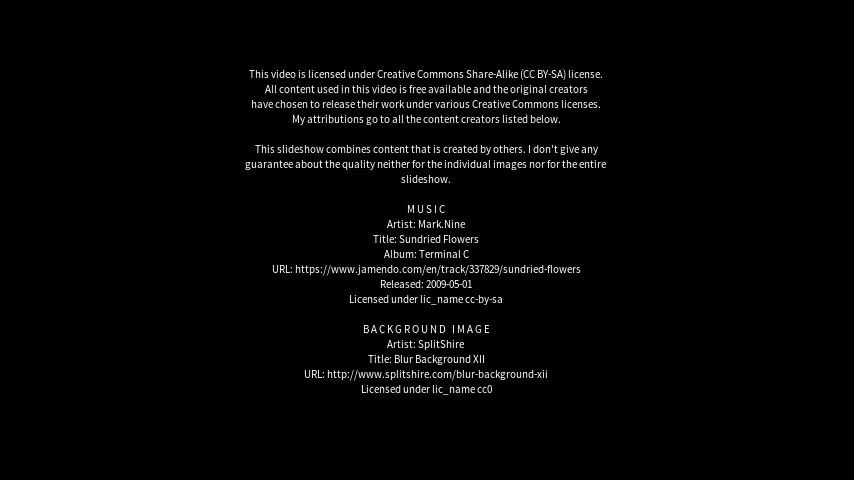 This video is licensed under Creative Commons Share-Alike (CC BY-SA) license.
All content used in this video is free available and the original creators
have chosen to release their work under various Creative Commons licenses.
My attributions go to all the content creators listed below.
This slideshow combines content that is created by others. I don't give any
guarantee about the quality neither for the individual images nor for the entire
slideshow.
MUSIC
Artist: Mark.Nine
Title: Sundried Flowers
Album: Terminal C
URL: https://www.jamendo.com/en/track/337829/sundried-flowers
Released: 2009-05-01
Licensed under lic_name cc-by-sa
BACKGROUND IMAGE
Artist: SplitShire
Title: Blur Background XII
URL: http://www.splitshire.com/blur-background-xii
Licensed under lic_name cc0